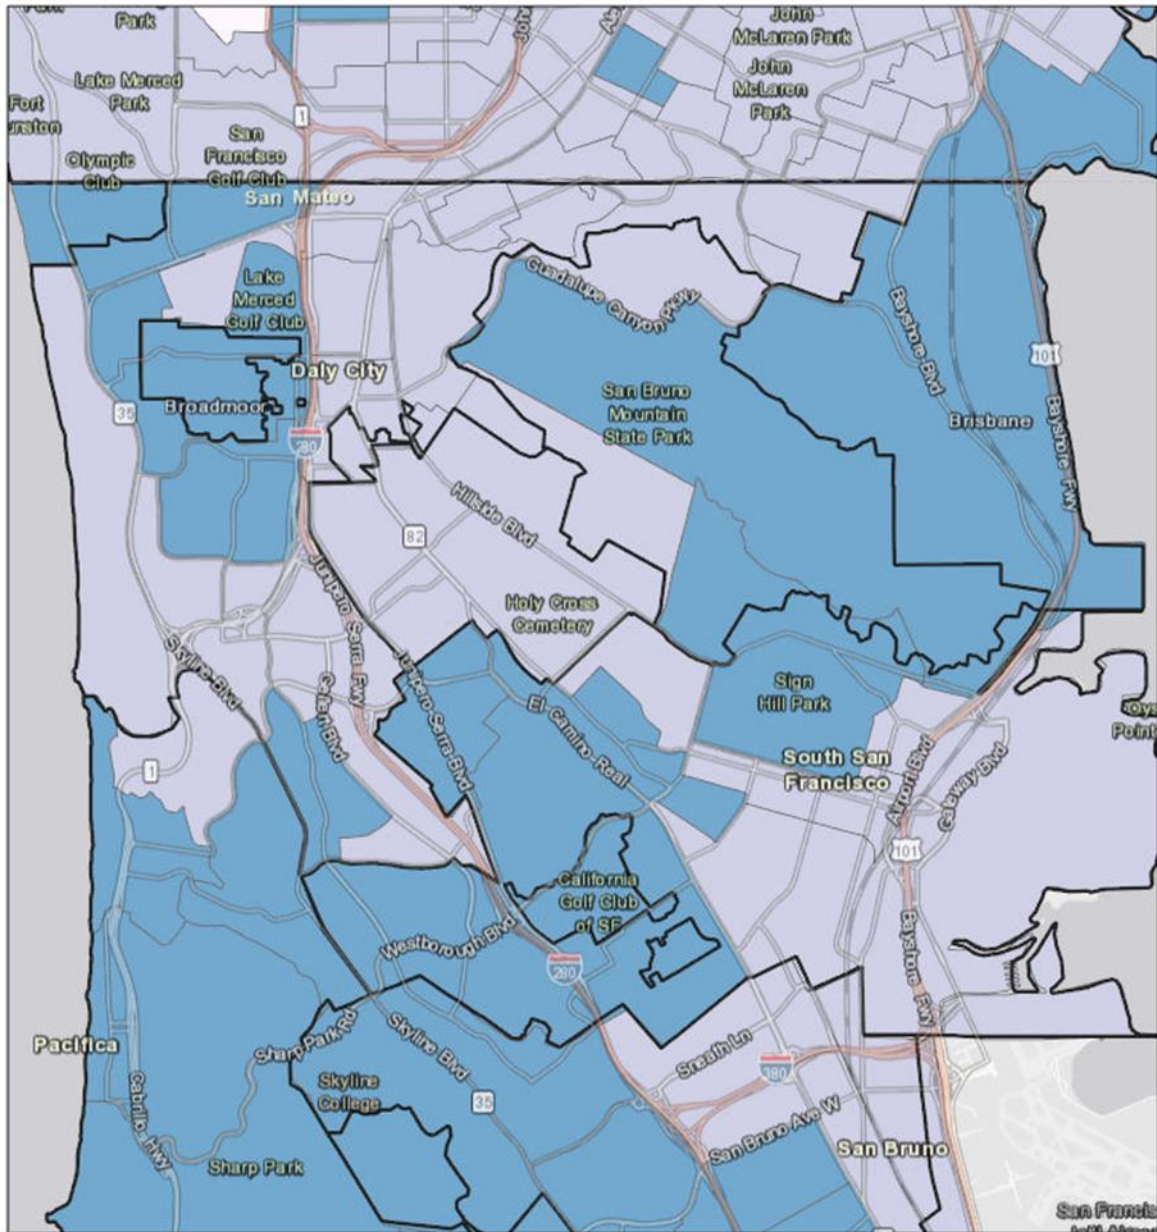 Park
John
McLaren Park
Lake Merced
Park
John
McLaren
Park
Fort
1
San
Francisco
Golf Club
Olympic
Club
San Mateo
Guadalupe Canyon Pkwy
Lake
Merced
Golf Club
Bayshore Blvd
101
Daly City
San Bruno
Mountain
State Park
Broadmoor
35
Brisbane
280
Bayshore Fwy
Hillside Blvd
82
Junipero Serra Fwy
Holy Cross
Cemetery
Skyline Blvd
Junipero Serra Blvd
Sign
Hill Park
El Camino Real
Point
1
South San
Francisco
Airport Blvd
Gateway Blvd
101
California
Golf Club
of SF
Westborough Blvd
280
Bayshore Fwy
Pacifica
Sharp Park Rd
Skyline Blvd
Sneath Ln
380
Skyline
College
35
Cabrillo Hwy
San Bruno Ave W
San Bruno
Sharp Park
San Francis